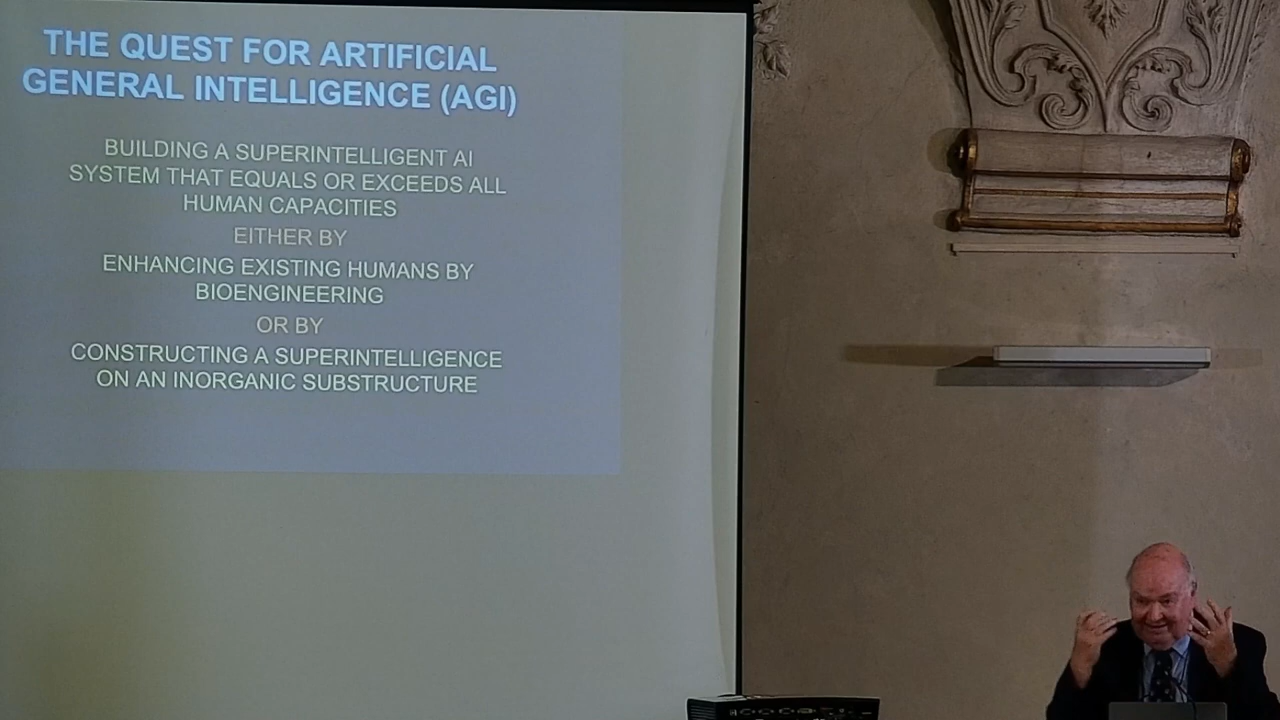 THE QUEST FOR ARTIFICIAL
GENERAL INTELLIGENCE (AGI)
BUILDING A SUPERINTELLIGENT AI
SYSTEM THAT EQUALS OR EXCEEDS ALL
HUMAN CAPACITIES
EITHER BY
ENHANCING EXISTING HUMANS BY
BIOENGINEERING
OR BY
CONSTRUCTING A SUPERINTELLIGENCE
ON AN INORGANIC SUBSTRUCTURE